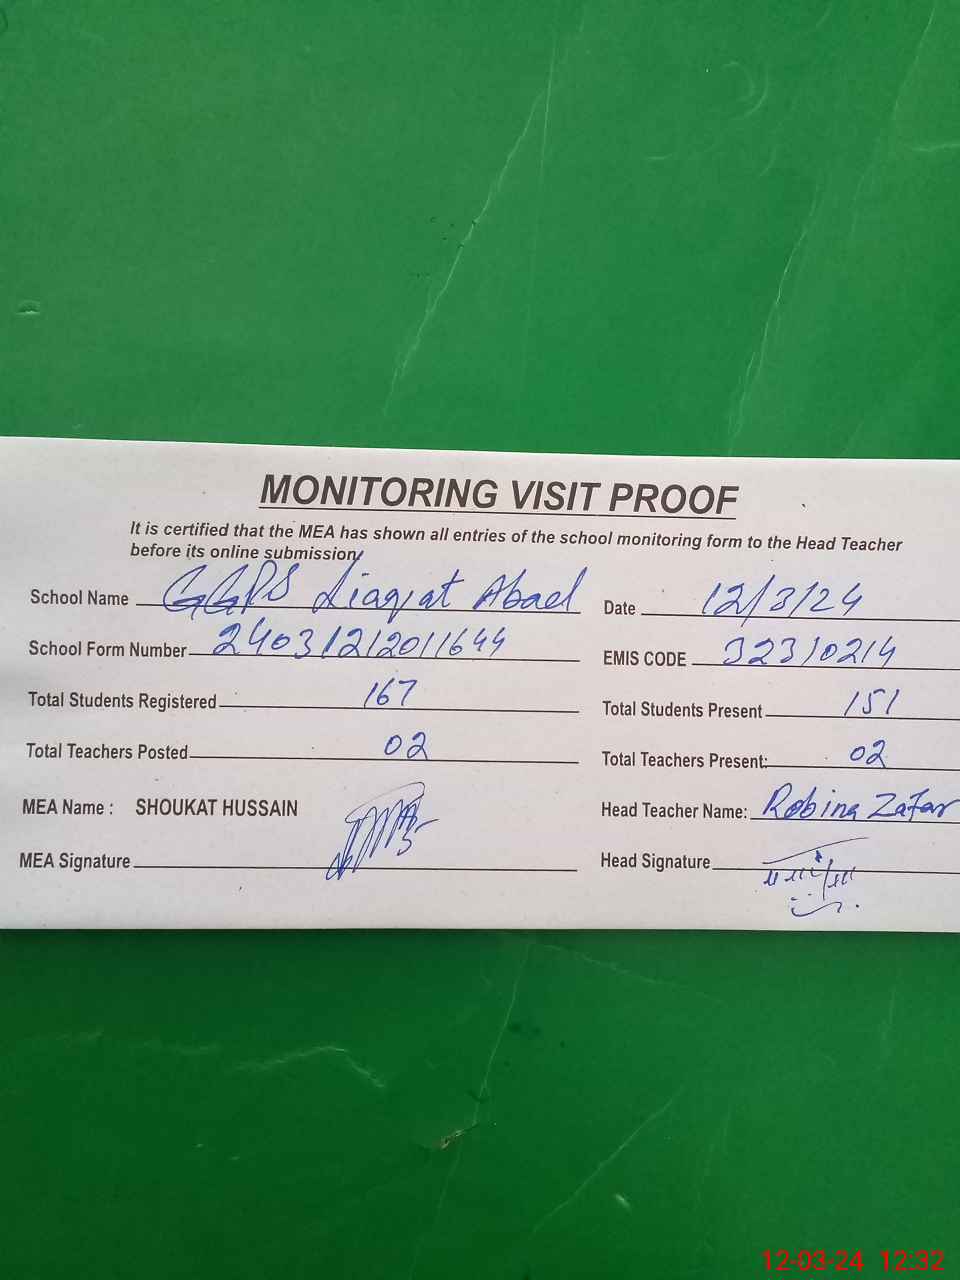 MONITORING VISIT PROOF
It is certified that the MEA has shown all entries of the school monitoring form to the Head Teacher
before its online submission
School Name GGPS Liaqat Abad Date 12/3/24
School Form Number 24031212011644 EMIS CODE 32310214
Total Students Registered 167 Total Students Present 151
Total Teachers Posted 02 Total Teachers Present: 02
MEA Name : SHOUKAT HUSSAIN Head Teacher Name: Robina Zafar
MEA Signature Head Signature
12-03-24 12:32